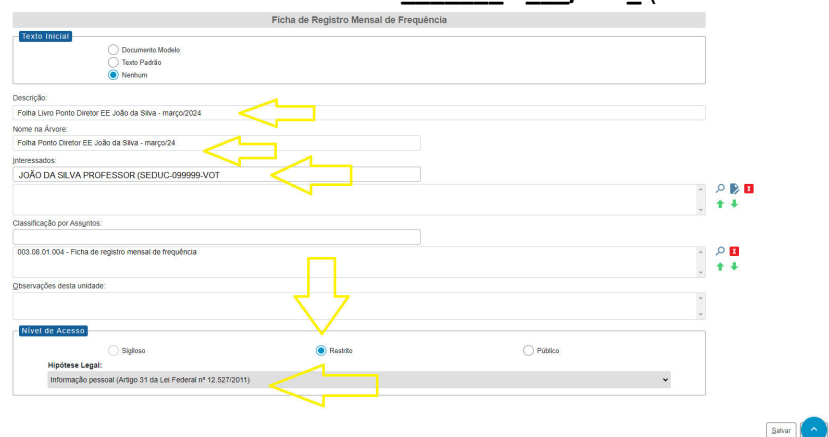 Ficha de Registro Mensal de Frequência
Texto Inicial
Documento Modelo
Texto Padrão
Nenhum
Descrição:
Folha Livro Ponto Diretor EE João da Silva - março/2024
Nome na Árvore:
Folha Ponto Diretor EE João da Silva - março/24
Interessados:
JOÃO DA SILVA PROFESSOR (SEDUC-099999-VOT
Classificação por Assuntos:
003.08.01.004 - Ficha de registro mensal de frequência
Observações desta unidade:
Nível de Acesso
Sigiloso Restrito Público
Hipótese Legal:
Informação pessoal (Artigo 31 da Lei Federal nº 12.527/2011)
Salvar